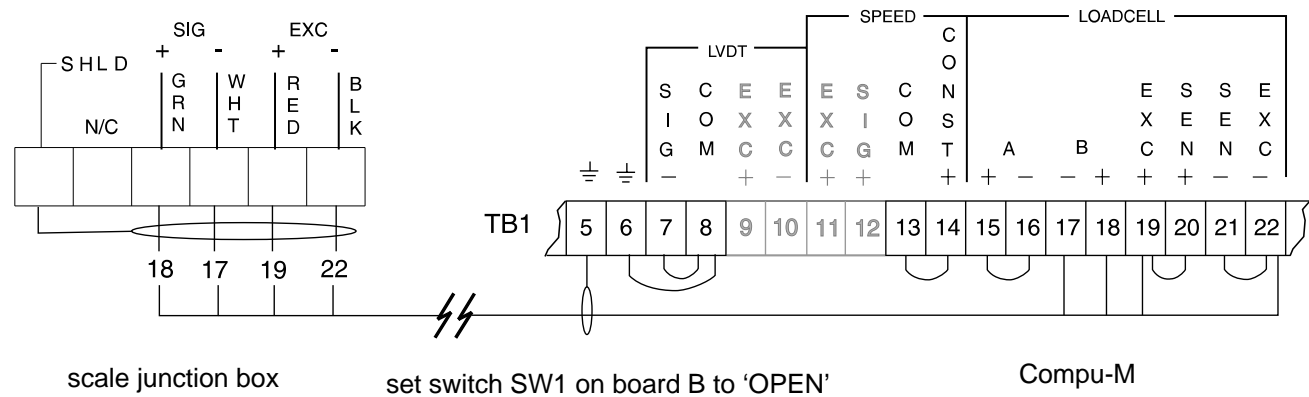 SIG EXC
+ - + -
SHLD
N/C
GRN
WHT
RED
BLK
18 17 19 22
scale junction box
set switch SW1 on board B to ‘OPEN’
SPEED LOADCELL
LVDT
SIG
COM
EXC
EXC
EXC
SIG
COM
CONST
A B
EXC
SEN
SEN
EXC
− + − + + + + − − + + + − −
TB1 5 6 7 8 9 10 11 12 13 14 15 16 17 18 19 20 21 22
Compu-M